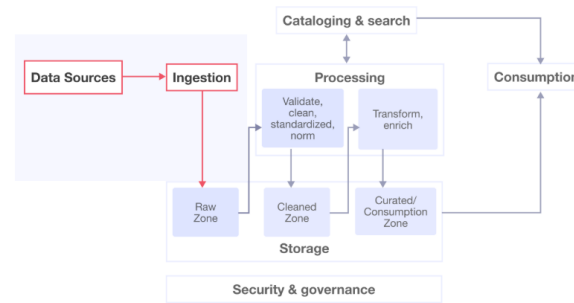 Cataloging & search
Data Sources
Ingestion
Processing
Consumption
Validate,
clean,
standardized,
norm
Transform,
enrich
Raw
Zone
Cleaned
Zone
Curated/
Consumption
Zone
Storage
Security & governance